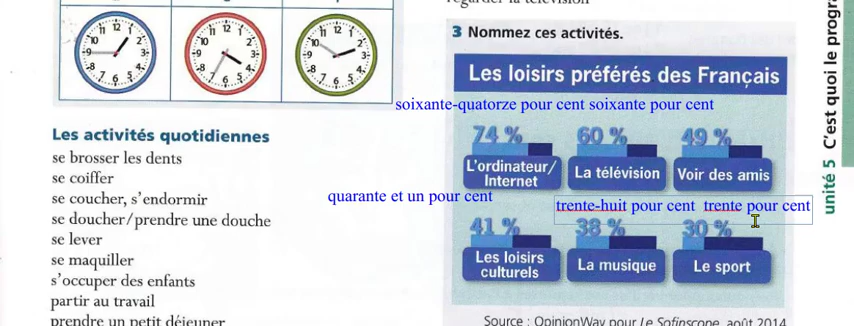 regarder la télévision
3 Nommez ces activités.
Les loisirs préférés des Français
soixante-quatorze pour cent soixante pour cent
74 % 60 % 49 %
L'ordinateur/
Internet
La télévision
Voir des amis
quarante et un pour cent
trente-huit pour cent trente pour cent
41 % 38 % 30 %
Les loisirs
culturels
La musique
Le sport
Source : OpinionWay pour Le Sofinscope, août 2014
Les activités quotidiennes
se brosser les dents
se coiffer
se coucher, s'endormir
se doucher/prendre une douche
se lever
se maquiller
s'occuper des enfants
partir au travail
prendre un petit déjeuner
unité 5 C'est quoi le progra